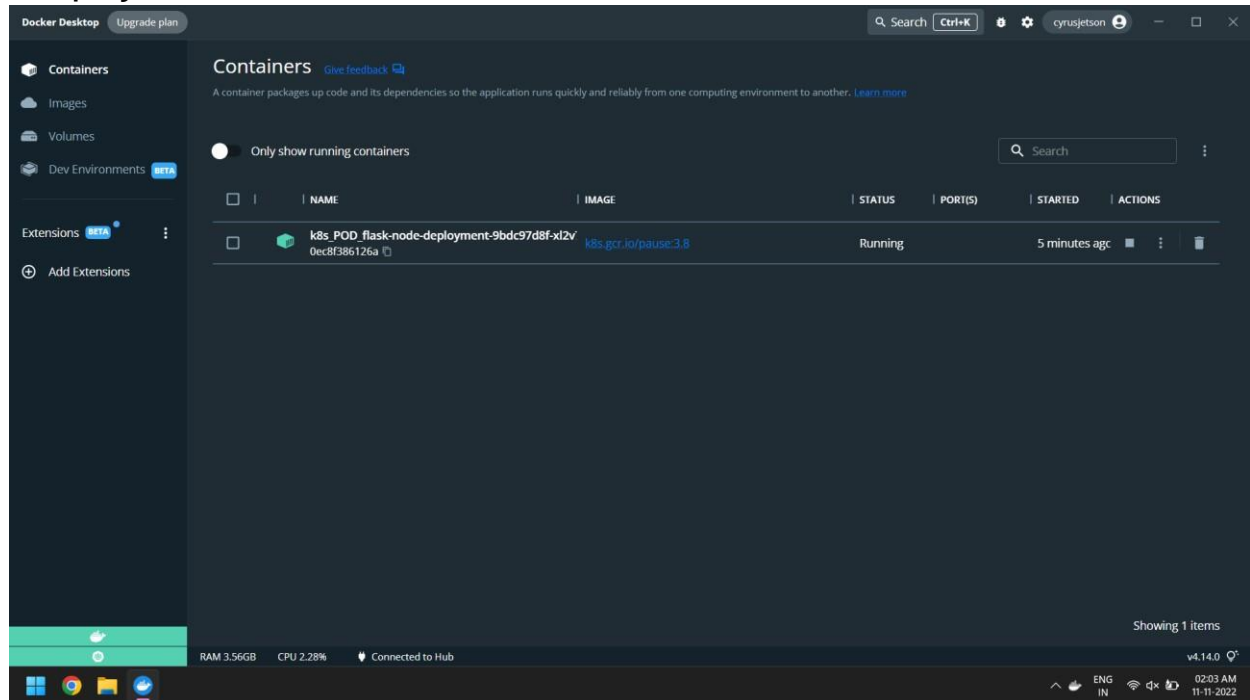 Docker Desktop Upgrade plan Search Ctrl+K cyrusjetson
Containers
Images
Volumes
Dev Environments BETA
Extensions BETA
Add Extensions
Containers Give feedback
A container packages up code and its dependencies so the application runs quickly and reliably from one computing environment to another. Learn more
Only show running containers Search
NAME IMAGE STATUS PORT(S) STARTED ACTIONS
k8s_POD_flask-node-deployment-9bdc97d8f-xl2v k8s.gcr.io/pause:3.8 Running 5 minutes agc
0ec8f386126a
Showing 1 items
RAM 3.56GB CPU 2.28% Connected to Hub v4.14.0
ENG 02:03 AM
IN 11-11-2022